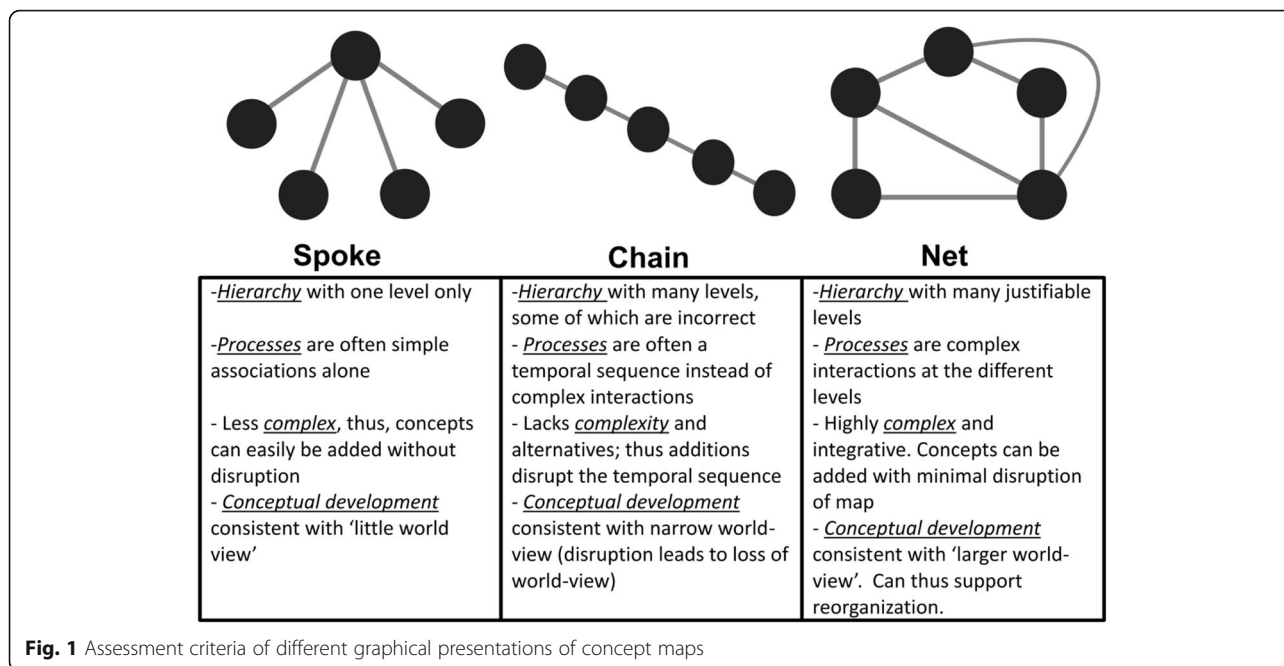 Spoke
Chain
Net
-Hierarchy with one level only
-Processes are often simple
associations alone
- Less complex, thus, concepts
can easily be added without
disruption
- Conceptual development
consistent with ‘little world
view’
-Hierarchy with many levels,
some of which are incorrect
- Processes are often a
temporal sequence instead of
complex interactions
- Lacks complexity and
alternatives; thus additions
disrupt the temporal sequence
- Conceptual development
consistent with narrow world-
view (disruption leads to loss of
world-view)
-Hierarchy with many justifiable
levels
- Processes are complex
interactions at the different
levels
- Highly complex and
integrative. Concepts can be
added with minimal disruption
of map
- Conceptual development
consistent with ‘larger world-
view’. Can thus support
reorganization.
Fig. 1 Assessment criteria of different graphical presentations of concept maps